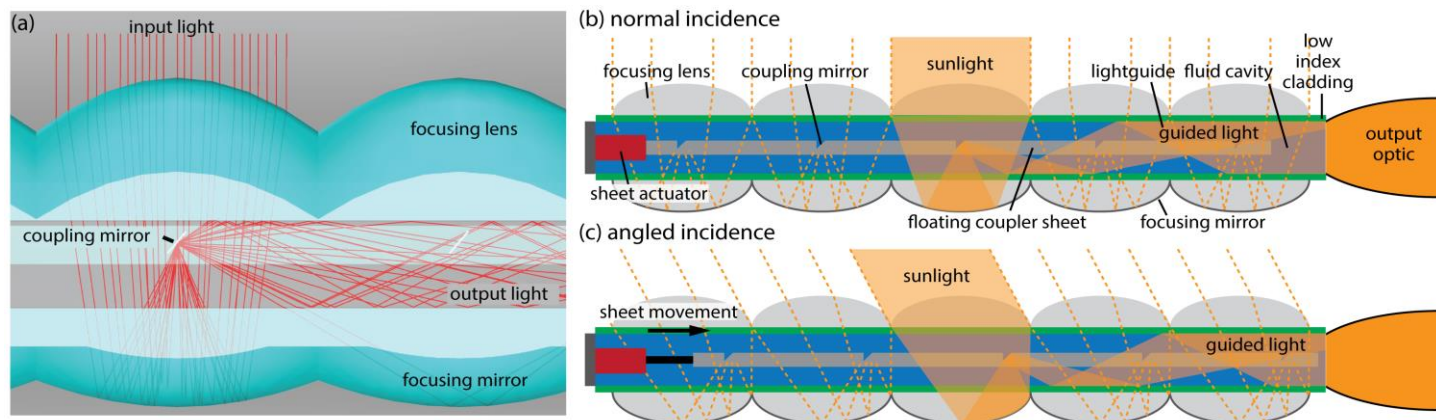 (a)
input light
focusing lens
coupling mirror
output light
focusing mirror
(b) normal incidence
focusing lens
coupling mirror
sunlight
lightguide
fluid cavity
low
index
cladding
guided light
output
optic
sheet actuator
floating coupler sheet
focusing mirror
(c) angled incidence
sunlight
sheet movement
guided light